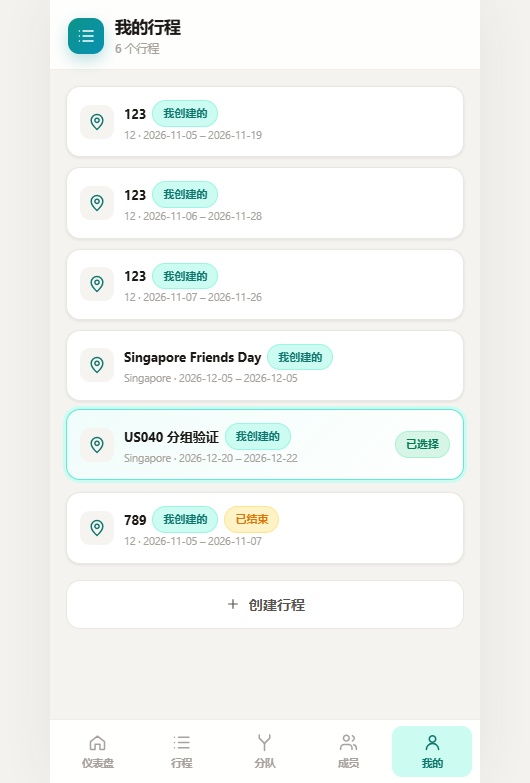 我的行程
6 个行程
123 我创建的
12 · 2026-11-05 – 2026-11-19
123 我创建的
12 · 2026-11-06 – 2026-11-28
123 我创建的
12 · 2026-11-07 – 2026-11-26
Singapore Friends Day 我创建的
Singapore · 2026-12-05 – 2026-12-05
US040 分组验证 我创建的 已选择
Singapore · 2026-12-20 – 2026-12-22
789 我创建的 已结束
12 · 2026-11-05 – 2026-11-07
+ 创建行程
仪表盘 行程 分队 成员 我的